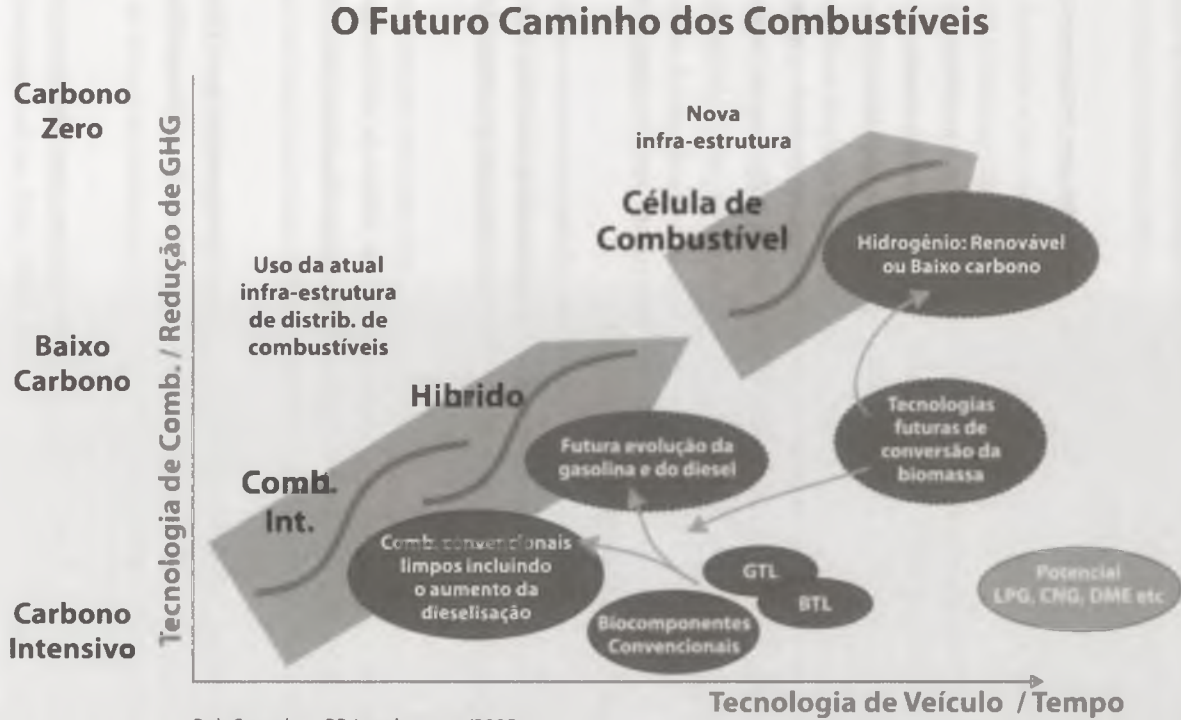 O Futuro Caminho dos Combustíveis
Carbono
Zero
Baixo
Carbono
Carbono
Intensivo
Tecnologia de Comb. / Redução de GHG
Uso da atual
infra-estrutura
de distrib. de
combustíveis
Nova
infra-estrutura
Célula de
Combustível
Hidrogênio: Renovável
ou Baixo carbono
Hibrido
Futura evolução da
gasolina e do diesel
Tecnologias
futuras de
conversão da
biomassa
Comb.
Int.
Comb. convencionais
limpos incluindo
o aumento da
dieselisação
GTL
BTL
Biocomponentes
Convencionais
Potencial
LPG, CNG, DME etc
Tecnologia de Veículo / Tempo